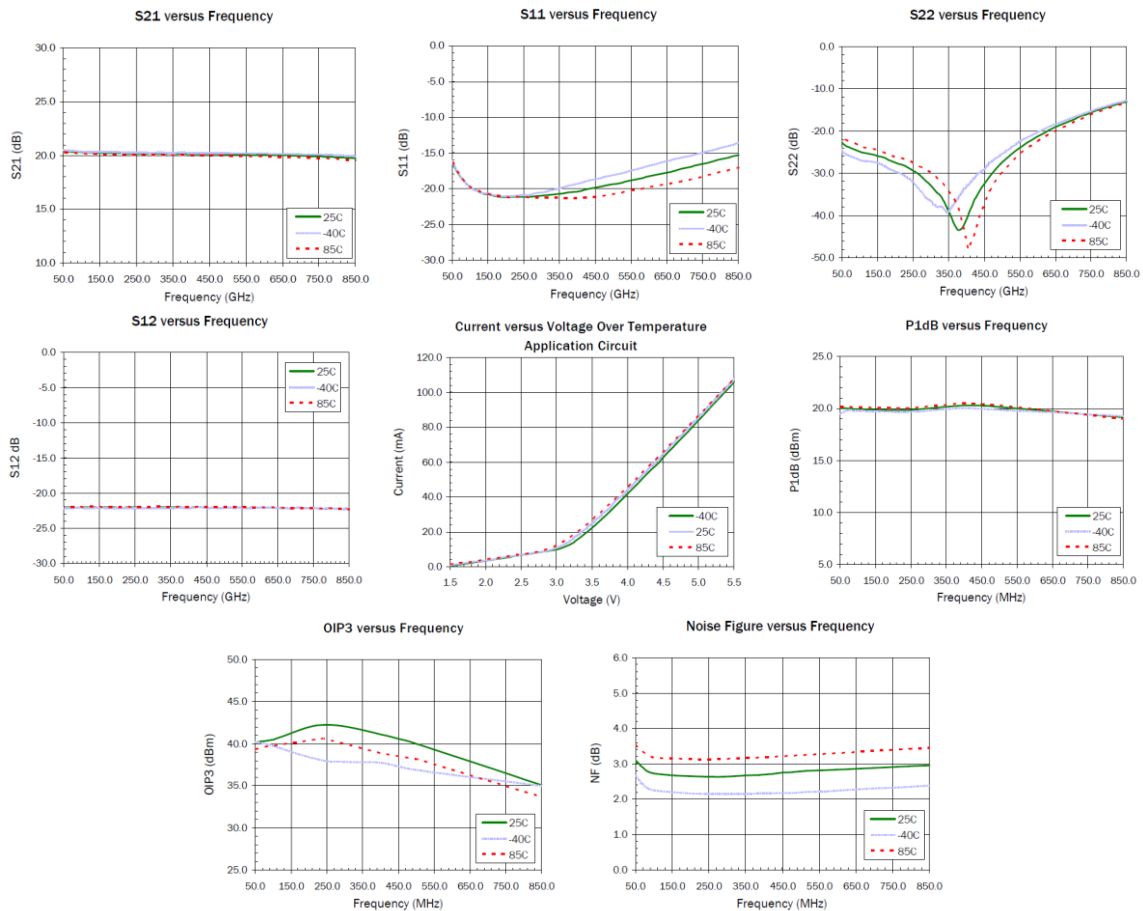 S21 versus Frequency
30.0
25.0
20.0
15.0
10.0
S21 (dB)
25C
-40C
85C
50.0 150.0 250.0 350.0 450.0 550.0 650.0 750.0 850.0
Frequency (GHz)
S11 versus Frequency
0.0
-5.0
-10.0
-15.0
-20.0
-25.0
-30.0
S11 (dB)
25C
-40C
85C
50.0 150.0 250.0 350.0 450.0 550.0 650.0 750.0 850.0
Frequency (GHz)
S22 versus Frequency
0.0
-10.0
-20.0
-30.0
-40.0
-50.0
S22 (dB)
25C
-40C
85C
50.0 150.0 250.0 350.0 450.0 550.0 650.0 750.0 850.0
Frequency (GHz)
S12 versus Frequency
0.0
-5.0
-10.0
-15.0
-20.0
-25.0
-30.0
S12 dB
25C
-40C
85C
50.0 150.0 250.0 350.0 450.0 550.0 650.0 750.0 850.0
Frequency (GHz)
Current versus Voltage Over Temperature
Application Circuit
120.0
100.0
80.0
60.0
40.0
20.0
0.0
Current (mA)
-40C
25C
85C
1.5 2.0 2.5 3.0 3.5 4.0 4.5 5.0 5.5
Voltage (V)
P1dB versus Frequency
25.0
20.0
15.0
10.0
5.0
P1dB (dBm)
25C
-40C
85C
50.0 150.0 250.0 350.0 450.0 550.0 650.0 750.0 850.0
Frequency (MHz)
OIP3 versus Frequency
50.0
45.0
40.0
35.0
30.0
25.0
OIP3 (dBm)
25C
-40C
85C
50.0 150.0 250.0 350.0 450.0 550.0 650.0 750.0 850.0
Frequency (MHz)
Noise Figure versus Frequency
6.0
5.0
4.0
3.0
2.0
1.0
0.0
NF (dB)
25C
-40C
85C
50.0 150.0 250.0 350.0 450.0 550.0 650.0 750.0 850.0
Frequency (MHz)